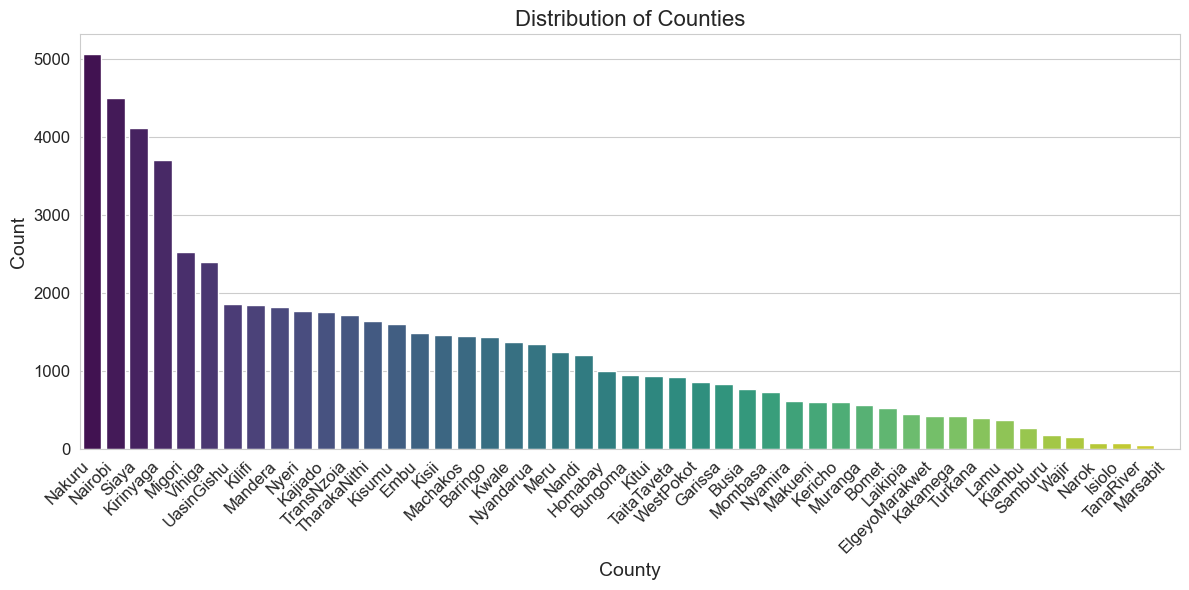 Distribution of Counties
Count
5000
4000
3000
2000
1000
0
Nakuru
Nairobi
Siaya
Kirinyaga
Migori
Vihiga
UasinGishu
Kilifi
Mandera
Nyeri
Kajiado
TransNzoia
TharakaNithi
Kisumu
Embu
Kisii
Machakos
Baringo
Kwale
Nyandarua
Meru
Nandi
Homabay
Bungoma
Kitui
TaitaTaveta
WestPokot
Garissa
Busia
Mombasa
Nyamira
Makueni
Kericho
Muranga
Bomet
Laikipia
ElgeyoMarakwet
Kakamega
Turkana
Lamu
Kiambu
Samburu
Wajir
Narok
Isiolo
TanaRiver
Marsabit
County